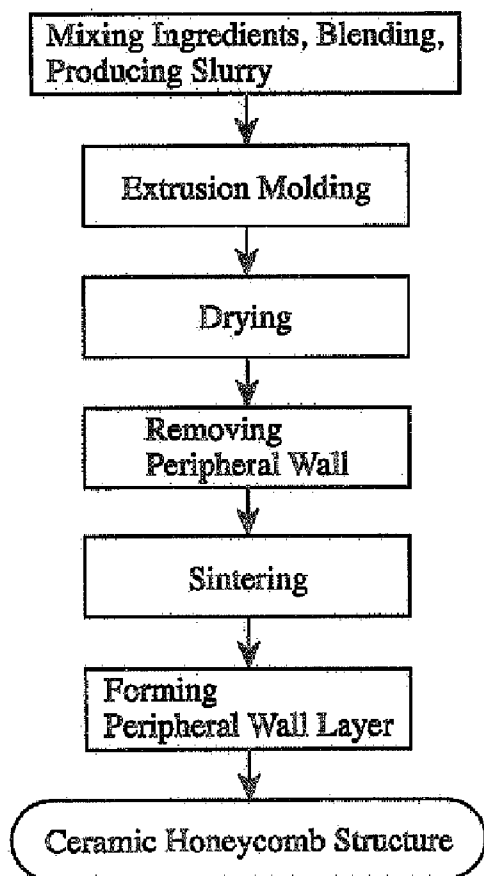 Mixing Ingredients, Blending,
Producing Slurry
Extrusion Molding
Drying
Removing
Peripheral Wall
Sintering
Forming
Peripheral Wall Layer
Ceramic Honeycomb Structure